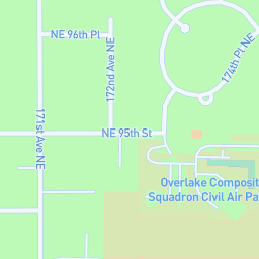 NE 96th Pl
172nd Ave NE
174th Pl NE
171st Ave NE
NE 95th St
Overlake Composit
Squadron Civil Air Pa